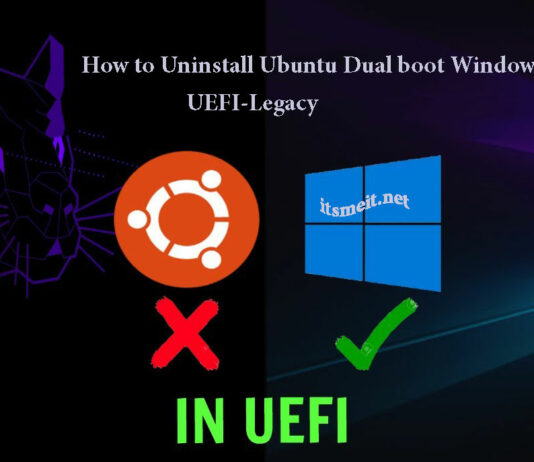 How to Uninstall Ubuntu Dual boot Window
UEFI-Legacy
itsmeit.net
IN UEFI